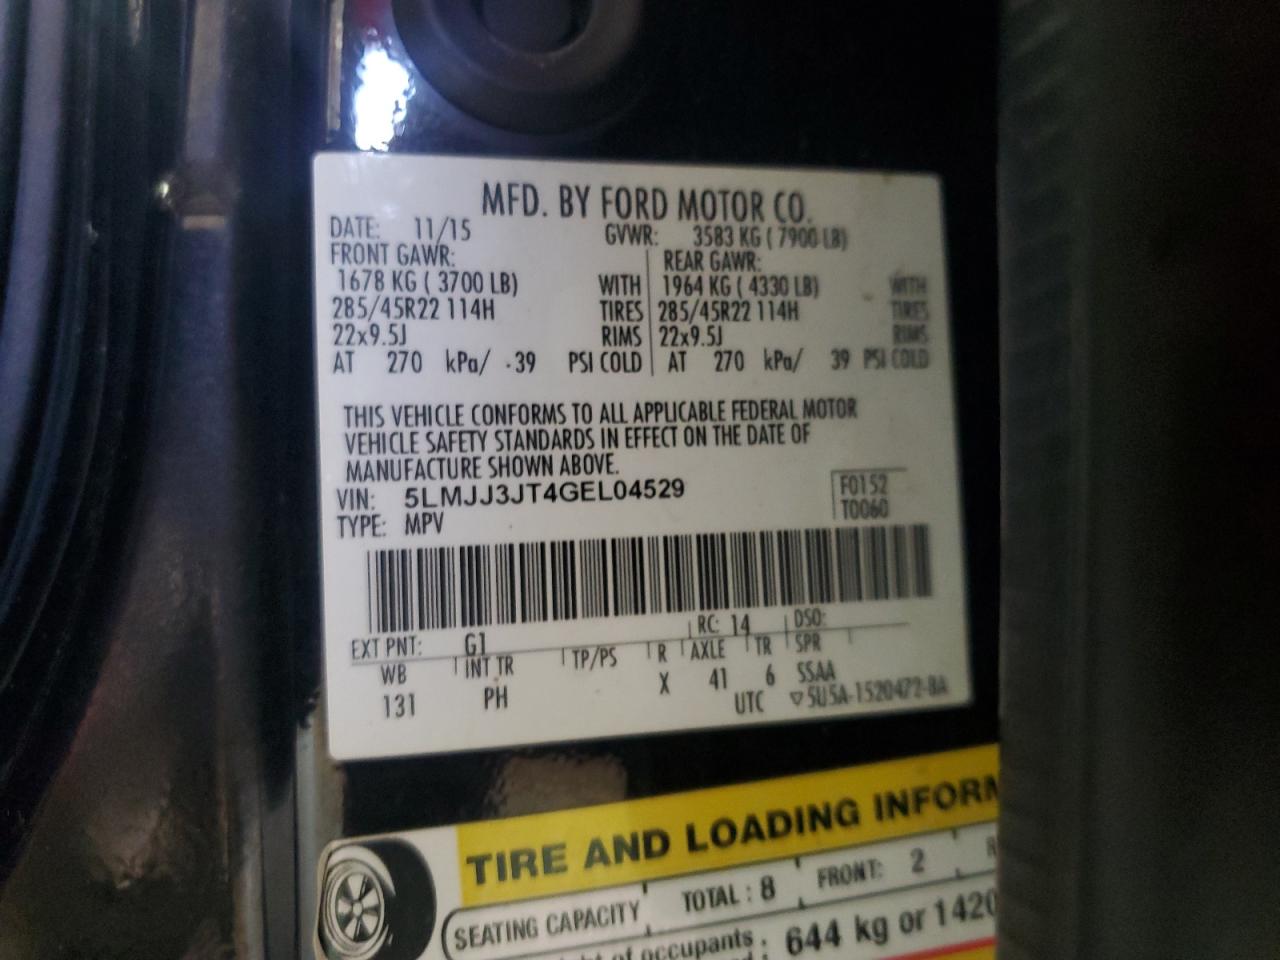 MFD. BY FORD MOTOR CO.
DATE: 11/15 GVWR: 3583 KG ( 7900 LB)
FRONT GAWR: REAR GAWR:
1678 KG ( 3700 LB) WITH 1964 KG ( 4330 LB) WITH
285/45R22 114H TIRES 285/45R22 114H TIRES
22x9.5J RIMS 22x9.5J RIMS
AT 270 kPa/ 39 PSI COLD AT 270 kPa/ 39 PSI COLD
THIS VEHICLE CONFORMS TO ALL APPLICABLE FEDERAL MOTOR
VEHICLE SAFETY STANDARDS IN EFFECT ON THE DATE OF
MANUFACTURE SHOWN ABOVE.
VIN: 5LMJJ3JT4GEL04529 F0152
TYPE: MPV T0060
EXT PNT: G1 RC: 14 DSO:
WB INT TR TP/PS R AXLE TR SPR
131 PH X 41 6 SSAA
UTC ▽5U5A-1520472-BA
TIRE AND LOADING INFORM
SEATING CAPACITY TOTAL : 8 FRONT: 2 R
of occupants 644 kg or 1420